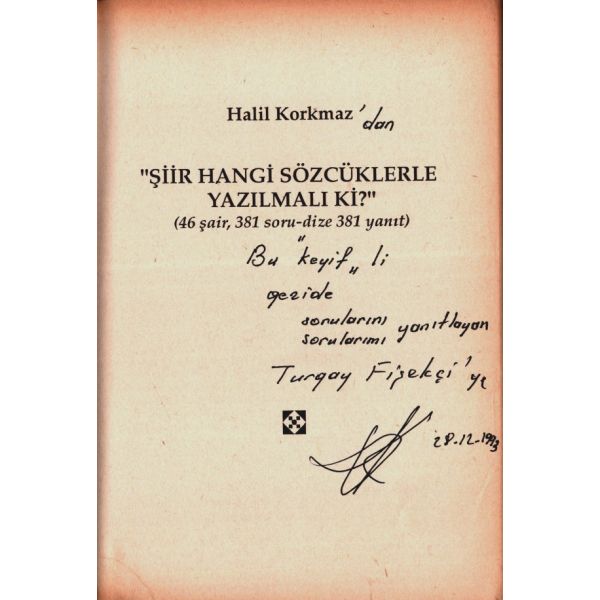 Halil Korkmaz'dan
"ŞİİR HANGİ SÖZCÜKLERLE
YAZILMALI Kİ?"
(46 şair, 381 soru-dize 381 yanıt)
Bu "keyif" li
gezide
sorularını
sorularımı yanıtlayan
Turgay Fişekçi'ye
28.12.1993